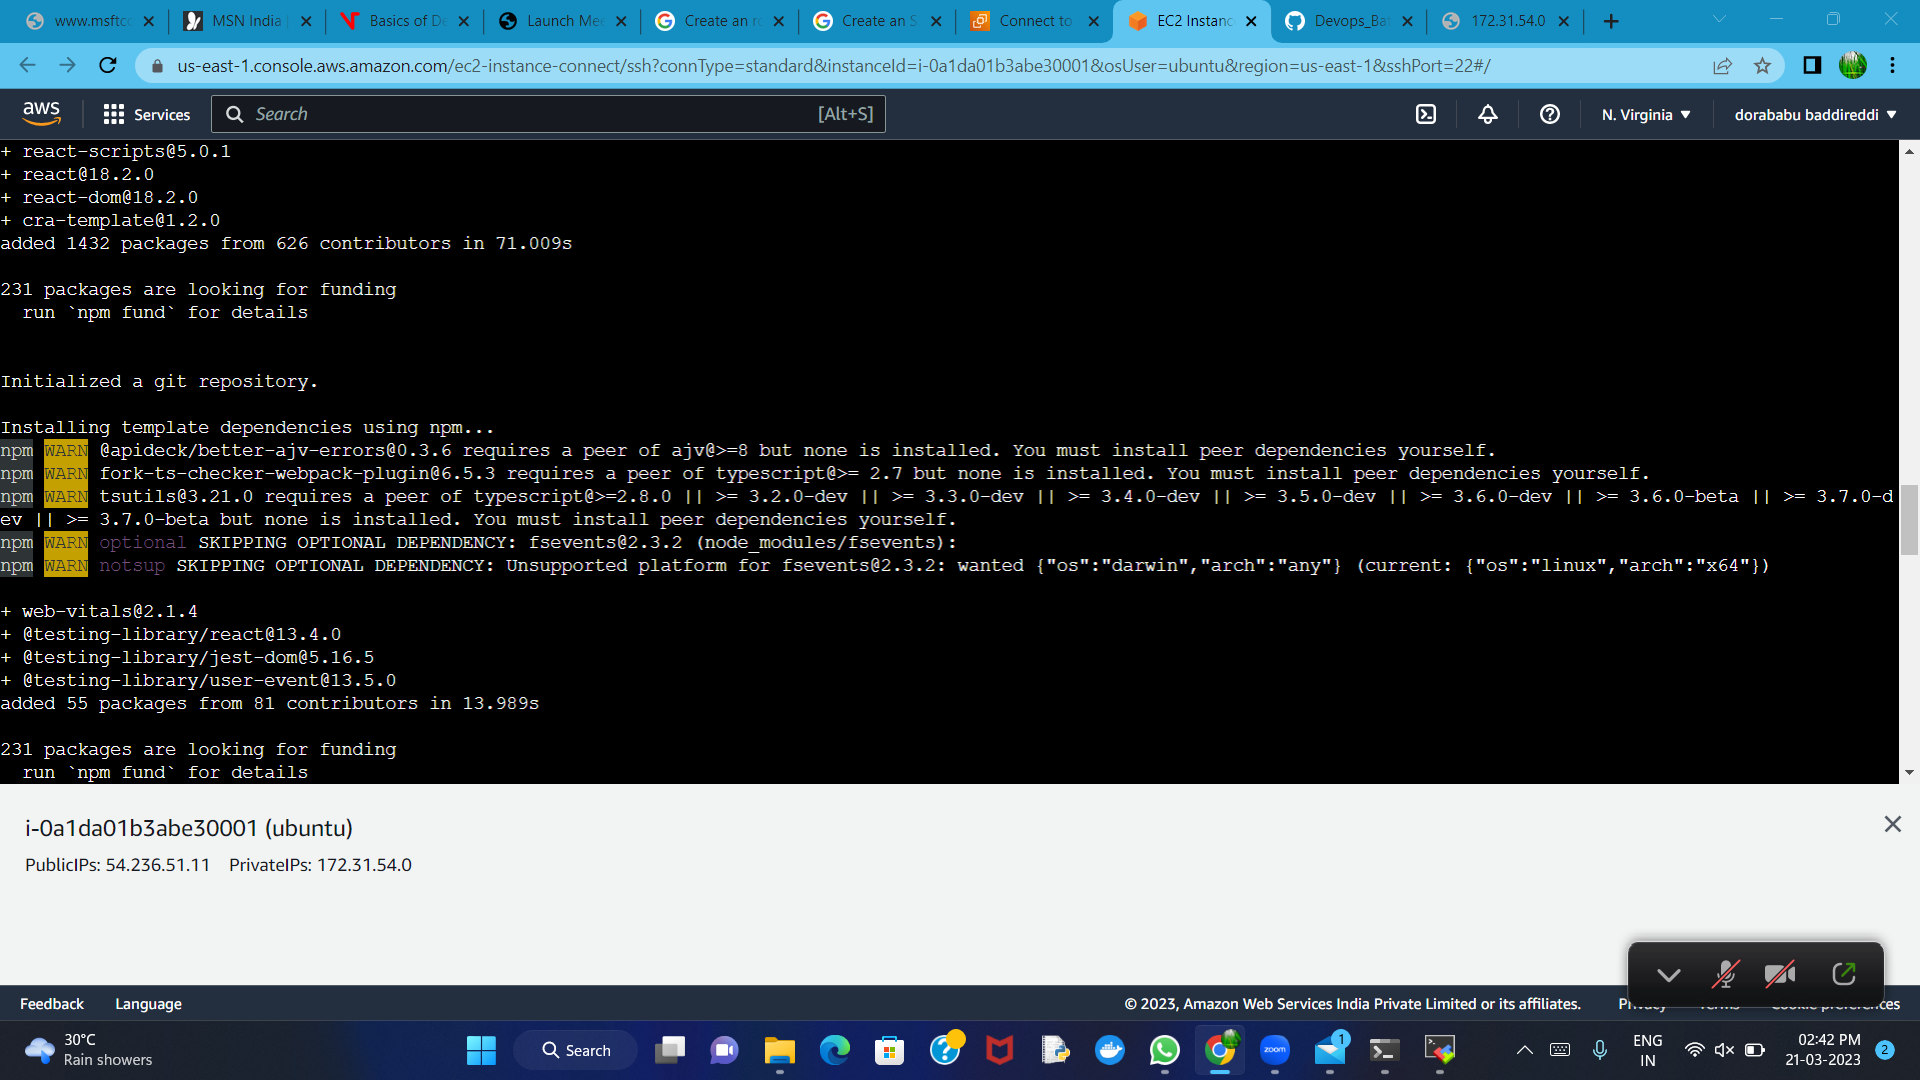 www.msftc
MSN India
Basics of De
Launch Mee
Create an r
Create an S
Connect to
EC2 Instanc
Devops_Bat
172.31.54.0
us-east-1.console.aws.amazon.com/ec2-instance-connect/ssh?connType=standard&instanceId=i-0a1da01b3abe30001&osUser=ubuntu&region=us-east-1&sshPort=22#/
aws
Services
Search
[Alt+S]
N. Virginia
dorababu baddireddi
+ react-scripts@5.0.1
+ react@18.2.0
+ react-dom@18.2.0
+ cra-template@1.2.0
added 1432 packages from 626 contributors in 71.009s
231 packages are looking for funding
run `npm fund` for details
Initialized a git repository.
Installing template dependencies using npm...
npm WARN @apideck/better-ajv-errors@0.3.6 requires a peer of ajv@>=8 but none is installed. You must install peer dependencies yourself.
npm WARN fork-ts-checker-webpack-plugin@6.5.3 requires a peer of typescript@>= 2.7 but none is installed. You must install peer dependencies yourself.
npm WARN tsutils@3.21.0 requires a peer of typescript@>=2.8.0 || >= 3.2.0-dev || >= 3.3.0-dev || >= 3.4.0-dev || >= 3.5.0-dev || >= 3.6.0-dev || >= 3.6.0-beta || >= 3.7.0-d
ev || >= 3.7.0-beta but none is installed. You must install peer dependencies yourself.
npm WARN optional SKIPPING OPTIONAL DEPENDENCY: fsevents@2.3.2 (node_modules/fsevents):
npm WARN notsup SKIPPING OPTIONAL DEPENDENCY: Unsupported platform for fsevents@2.3.2: wanted {"os":"darwin","arch":"any"} (current: {"os":"linux","arch":"x64"})
+ web-vitals@2.1.4
+ @testing-library/react@13.4.0
+ @testing-library/jest-dom@5.16.5
+ @testing-library/user-event@13.5.0
added 55 packages from 81 contributors in 13.989s
231 packages are looking for funding
run `npm fund` for details
i-0a1da01b3abe30001 (ubuntu)
PublicIPs: 54.236.51.11 PrivateIPs: 172.31.54.0
Feedback
Language
© 2023, Amazon Web Services India Private Limited or its affiliates.
Privacy
Terms
Cookie preferences
30°C
Rain showers
Search
zoom
1
ENG
IN
02:42 PM
21-03-2023
2